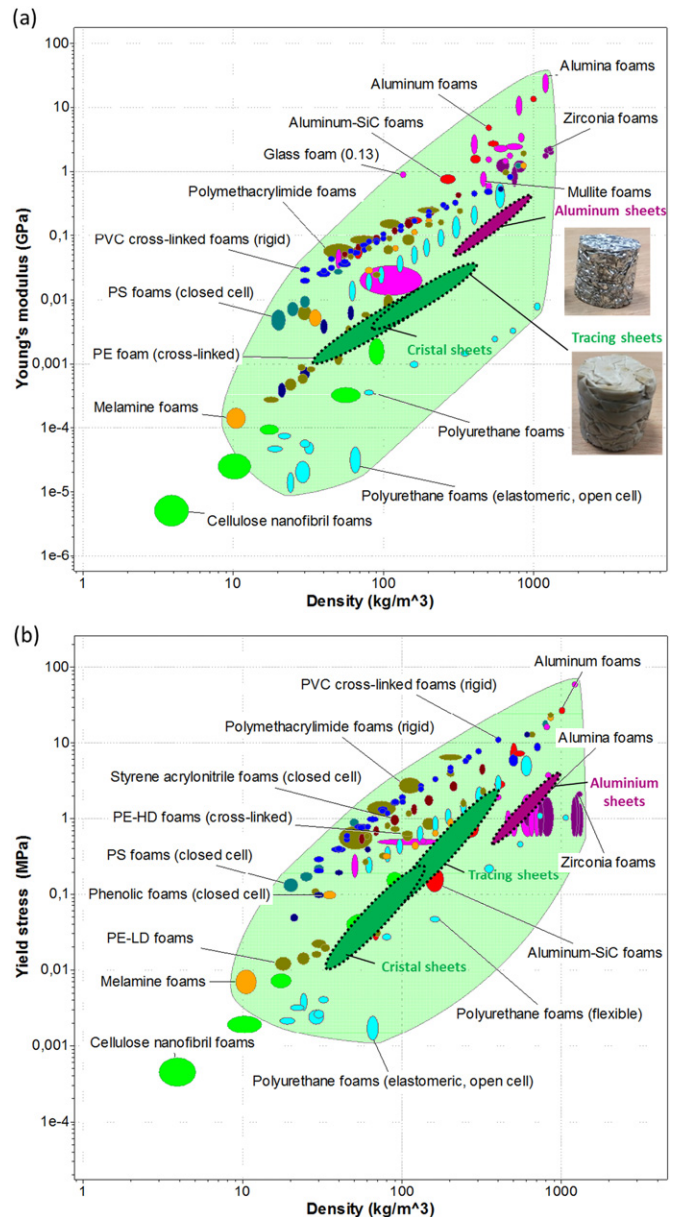 (a)
100
10
1
0,1
0,01
0,001
1e-4
1e-5
1e-6
Young's modulus (GPa)
Alumina foams
Aluminum foams
Aluminum-SiC foams
Zirconia foams
Glass foam (0.13)
Mullite foams
Polymethacrylimide foams
Aluminum sheets
PVC cross-linked foams (rigid)
PS foams (closed cell)
Tracing sheets
PE foam (cross-linked)
Cristal sheets
Melamine foams
Polyurethane foams
Polyurethane foams (elastomeric, open cell)
Cellulose nanofibril foams
1 10 100 1000
Density (kg/m^3)
(b)
100
10
1
0,1
0,01
0,001
1e-4
Yield stress (MPa)
Aluminum foams
PVC cross-linked foams (rigid)
Polymethacrylimide foams (rigid)
Alumina foams
Styrene acrylonitrile foams (closed cell)
Aluminium sheets
PE-HD foams (cross-linked)
PS foams (closed cell)
Zirconia foams
Tracing sheets
Phenolic foams (closed cell)
PE-LD foams
Aluminum-SiC foams
Cristal sheets
Melamine foams
Polyurethane foams (flexible)
Cellulose nanofibril foams
Polyurethane foams (elastomeric, open cell)
1 10 100 1000
Density (kg/m^3)